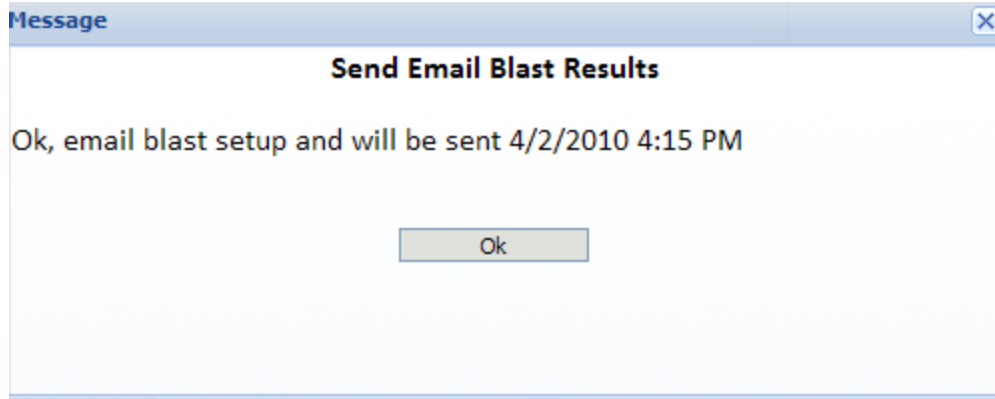 Message
Send Email Blast Results
Ok, email blast setup and will be sent 4/2/2010 4:15 PM
Ok